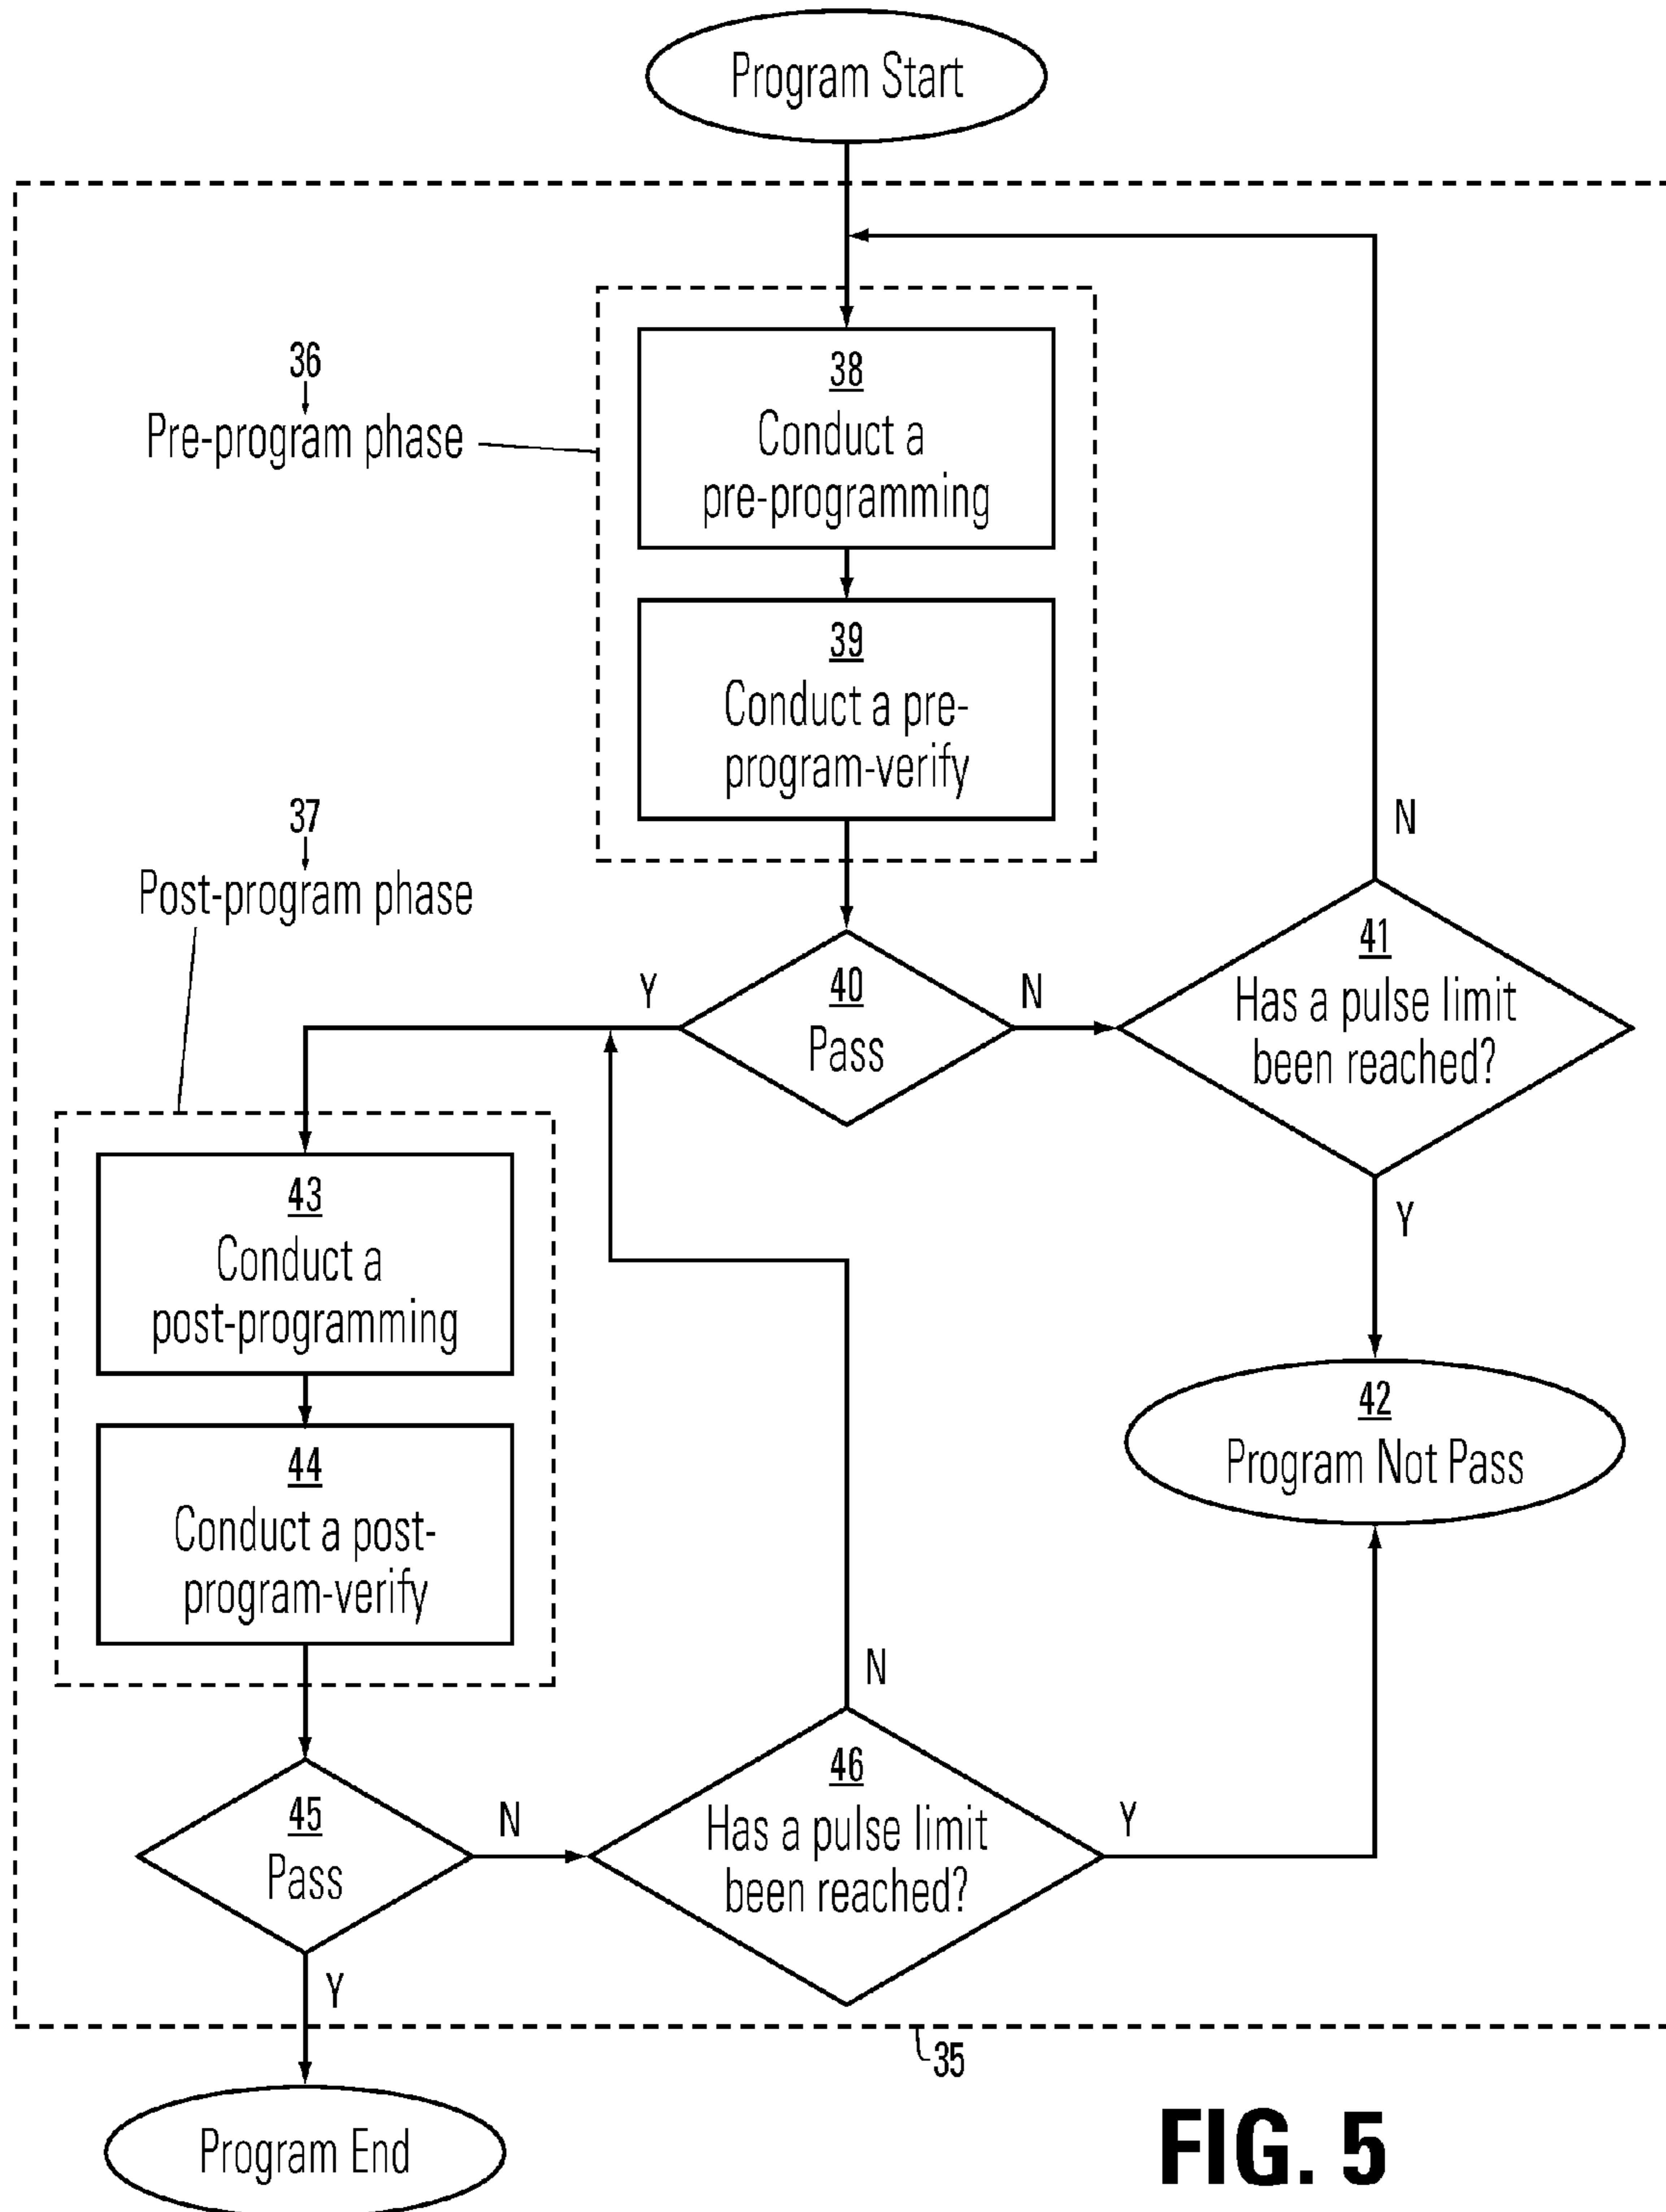 Program Start
36
Pre-program phase
38
Conduct a
pre-programming
39
Conduct a pre-
program-verify
37
Post-program phase
N
Y
40
Pass
N
41
Has a pulse limit
been reached?
Y
43
Conduct a
post-programming
42
Program Not Pass
44
Conduct a post-
program-verify
N
45
Pass
N
46
Has a pulse limit
been reached?
Y
Y
35
Program End
FIG. 5